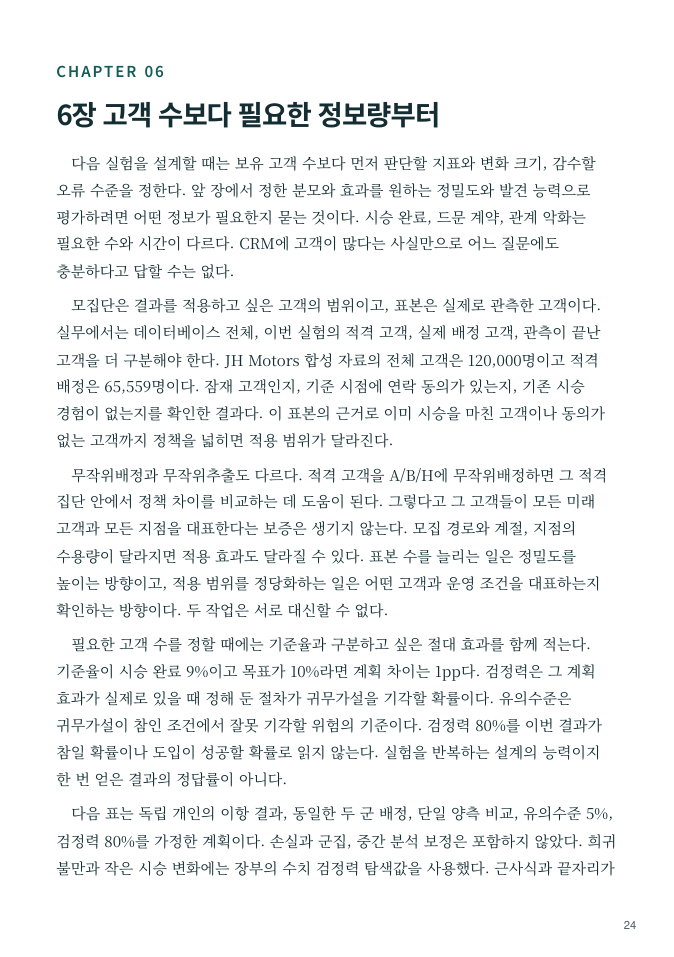 CHAPTER 06
6장 고객 수보다 필요한 정보량부터
다음 실험을 설계할 때는 보유 고객 수보다 먼저 판단할 지표와 변화 크기, 감수할
오류 수준을 정한다. 앞 장에서 정한 분모와 효과를 원하는 정밀도와 발견 능력으로
평가하려면 어떤 정보가 필요한지 묻는 것이다. 시승 완료, 드문 계약, 관계 악화는
필요한 수와 시간이 다르다. CRM에 고객이 많다는 사실만으로 어느 질문에도
충분하다고 답할 수는 없다.
모집단은 결과를 적용하고 싶은 고객의 범위이고, 표본은 실제로 관측한 고객이다.
실무에서는 데이터베이스 전체, 이번 실험의 적격 고객, 실제 배정 고객, 관측이 끝난
고객을 더 구분해야 한다. JH Motors 합성 자료의 전체 고객은 120,000명이고 적격
배정은 65,559명이다. 잠재 고객인지, 기준 시점에 연락 동의가 있는지, 기존 시승
경험이 없는지를 확인한 결과다. 이 표본의 근거로 이미 시승을 마친 고객이나 동의가
없는 고객까지 정책을 넓히면 적용 범위가 달라진다.
무작위배정과 무작위추출도 다르다. 적격 고객을 A/B/H에 무작위배정하면 그 적격
집단 안에서 정책 차이를 비교하는 데 도움이 된다. 그렇다고 그 고객들이 모든 미래
고객과 모든 지점을 대표한다는 보증은 생기지 않는다. 모집 경로와 계절, 지점의
수용량이 달라지면 적용 효과도 달라질 수 있다. 표본 수를 늘리는 일은 정밀도를
높이는 방향이고, 적용 범위를 정당화하는 일은 어떤 고객과 운영 조건을 대표하는지
확인하는 방향이다. 두 작업은 서로 대신할 수 없다.
필요한 고객 수를 정할 때에는 기준율과 구분하고 싶은 절대 효과를 함께 적는다.
기준율이 시승 완료 9%이고 목표가 10%라면 계획 차이는 1pp다. 검정력은 그 계획
효과가 실제로 있을 때 정해 둔 절차가 귀무가설을 기각할 확률이다. 유의수준은
귀무가설이 참인 조건에서 잘못 기각할 위험의 기준이다. 검정력 80%를 이번 결과가
참일 확률이나 도입이 성공할 확률로 읽지 않는다. 실험을 반복하는 설계의 능력이지
한 번 얻은 결과의 정답률이 아니다.
다음 표는 독립 개인의 이항 결과, 동일한 두 군 배정, 단일 양측 비교, 유의수준 5%,
검정력 80%를 가정한 계획이다. 손실과 군집, 중간 분석 보정은 포함하지 않았다. 희귀
불만과 작은 시승 변화에는 장부의 수치 검정력 탐색값을 사용했다. 근사식과 끝자리가
24